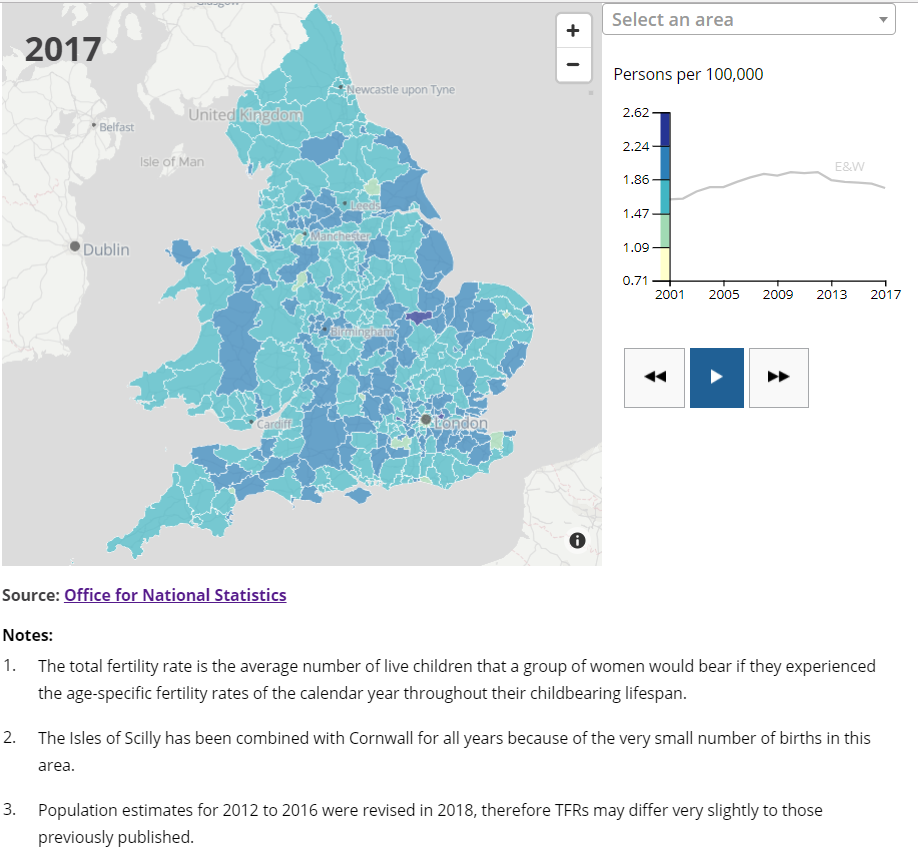 2017
Newcastle upon Tyne
United Kingdom
Belfast
Isle of Man
Leeds
Manchester
Dublin
Birmingham
Cardiff
London
+
−
i
Select an area
Persons per 100,000
2.62
2.24
1.86
1.47
1.09
0.71
E&W
2001 2005 2009 2013 2017
Source: Office for National Statistics
Notes:
1. The total fertility rate is the average number of live children that a group of women would bear if they experienced
the age-specific fertility rates of the calendar year throughout their childbearing lifespan.
2. The Isles of Scilly has been combined with Cornwall for all years because of the very small number of births in this
area.
3. Population estimates for 2012 to 2016 were revised in 2018, therefore TFRs may differ very slightly to those
previously published.